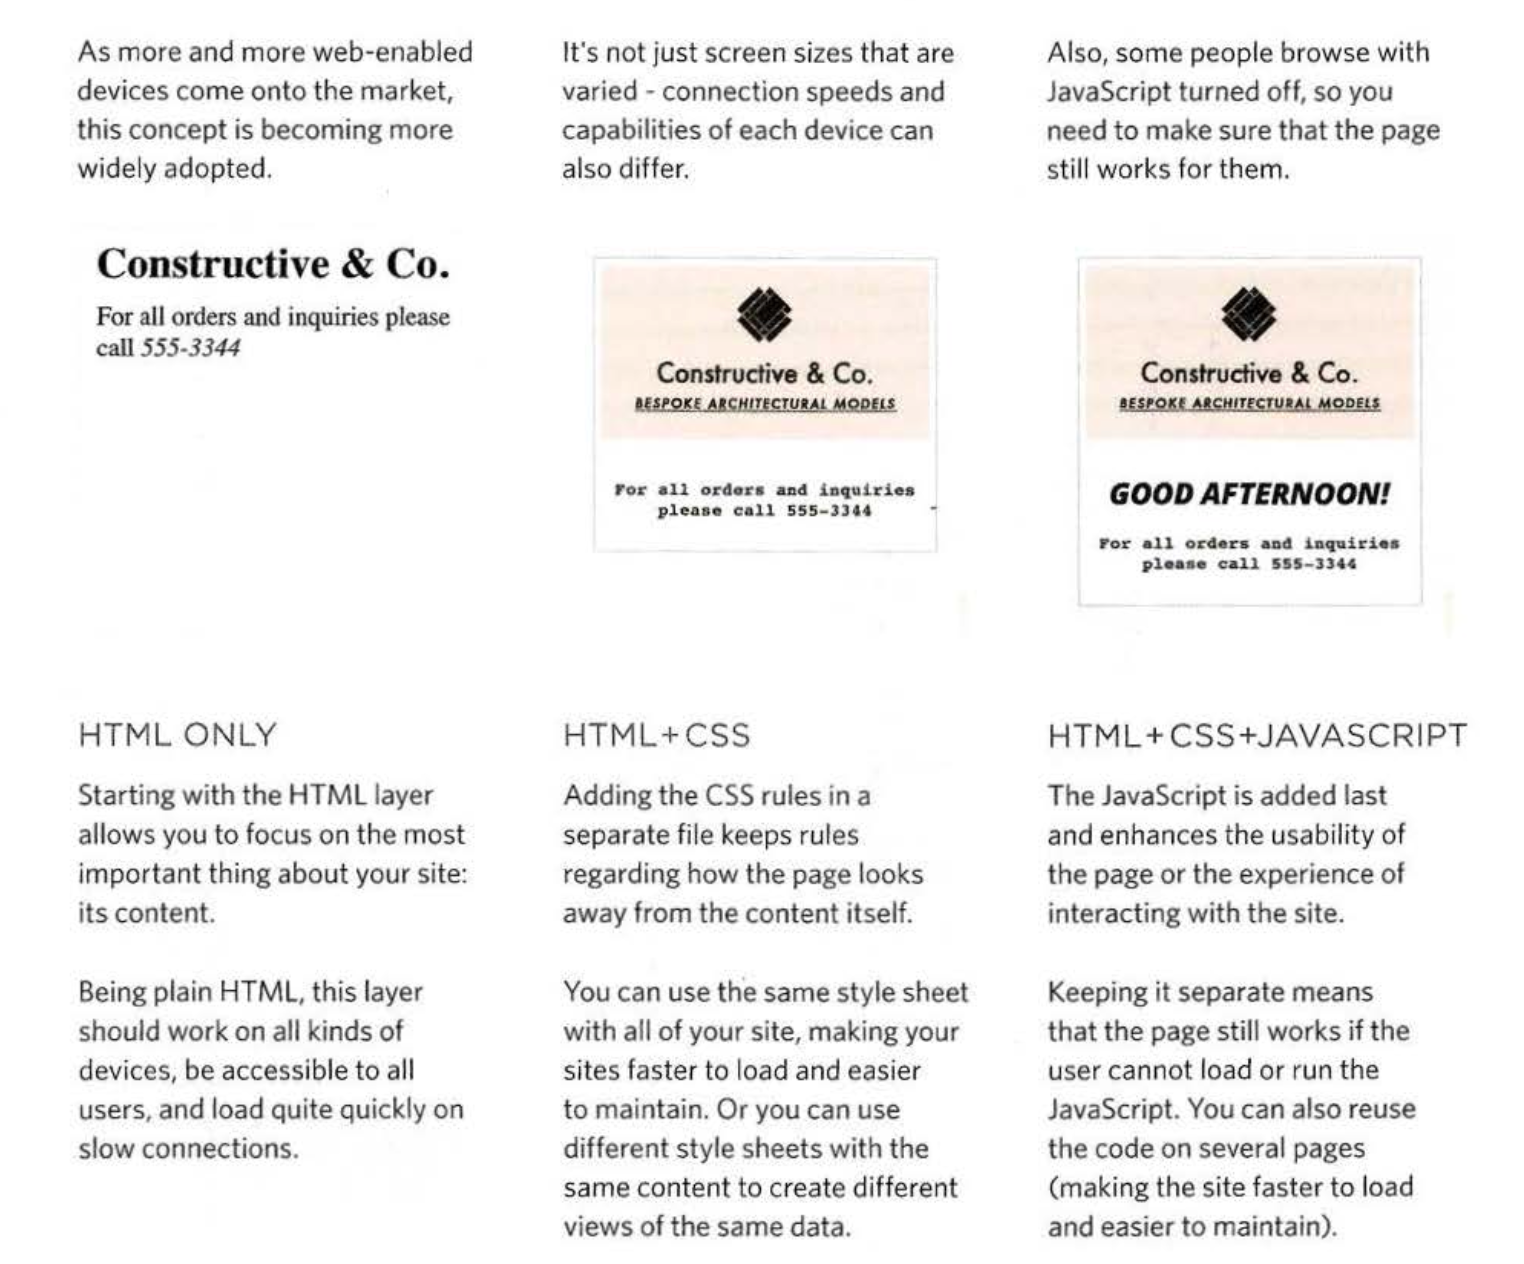 As more and more web-enabled
devices come onto the market,
this concept is becoming more
widely adopted.
It's not just screen sizes that are
varied - connection speeds and
capabilities of each device can
also differ.
Also, some people browse with
JavaScript turned off, so you
need to make sure that the page
still works for them.
Constructive & Co.
For all orders and inquiries please
call 555-3344
Constructive & Co.
BESPOKE ARCHITECTURAL MODELS
For all orders and inquiries
please call 555-3344
Constructive & Co.
BESPOKE ARCHITECTURAL MODELS
GOOD AFTERNOON!
For all orders and inquiries
please call 555-3344
HTML ONLY
Starting with the HTML layer
allows you to focus on the most
important thing about your site:
its content.
Being plain HTML, this layer
should work on all kinds of
devices, be accessible to all
users, and load quite quickly on
slow connections.
HTML+CSS
Adding the CSS rules in a
separate file keeps rules
regarding how the page looks
away from the content itself.
You can use the same style sheet
with all of your site, making your
sites faster to load and easier
to maintain. Or you can use
different style sheets with the
same content to create different
views of the same data.
HTML+CSS+JAVASCRIPT
The JavaScript is added last
and enhances the usability of
the page or the experience of
interacting with the site.
Keeping it separate means
that the page still works if the
user cannot load or run the
JavaScript. You can also reuse
the code on several pages
(making the site faster to load
and easier to maintain).